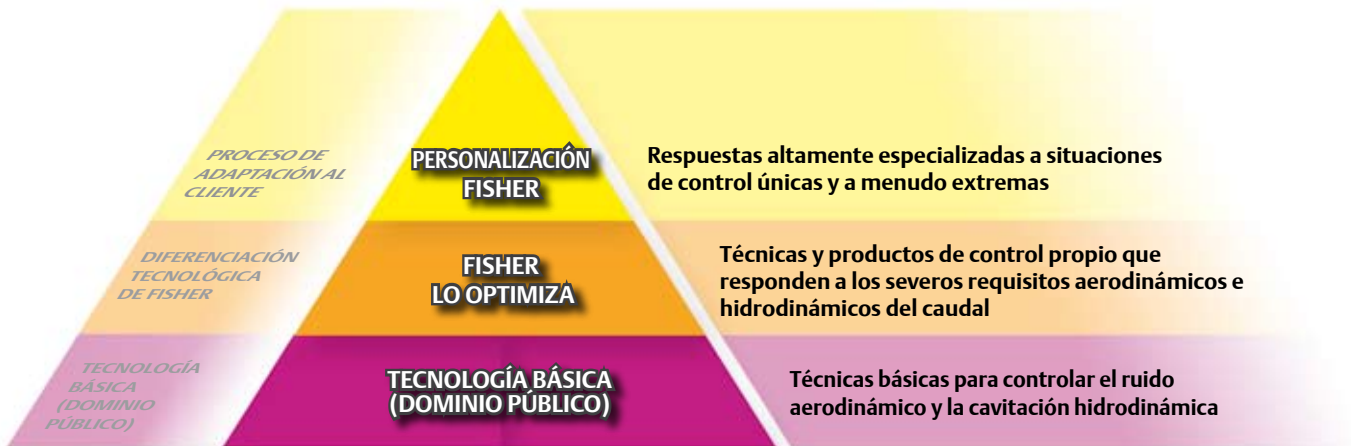 PROCESO DE
ADAPTACIÓN AL
CLIENTE
PERSONALIZACIÓN
FISHER
Respuestas altamente especializadas a situaciones
de control únicas y a menudo extremas
DIFERENCIACIÓN
TECNOLÓGICA
DE FISHER
FISHER
LO OPTIMIZA
Técnicas y productos de control propio que
responden a los severos requisitos aerodinámicos e
hidrodinámicos del caudal
TECNOLOGÍA
BÁSICA
(DOMINIO
PÚBLICO)
TECNOLOGÍA BÁSICA
(DOMINIO PÚBLICO)
Técnicas básicas para controlar el ruido
aerodinámico y la cavitación hidrodinámica